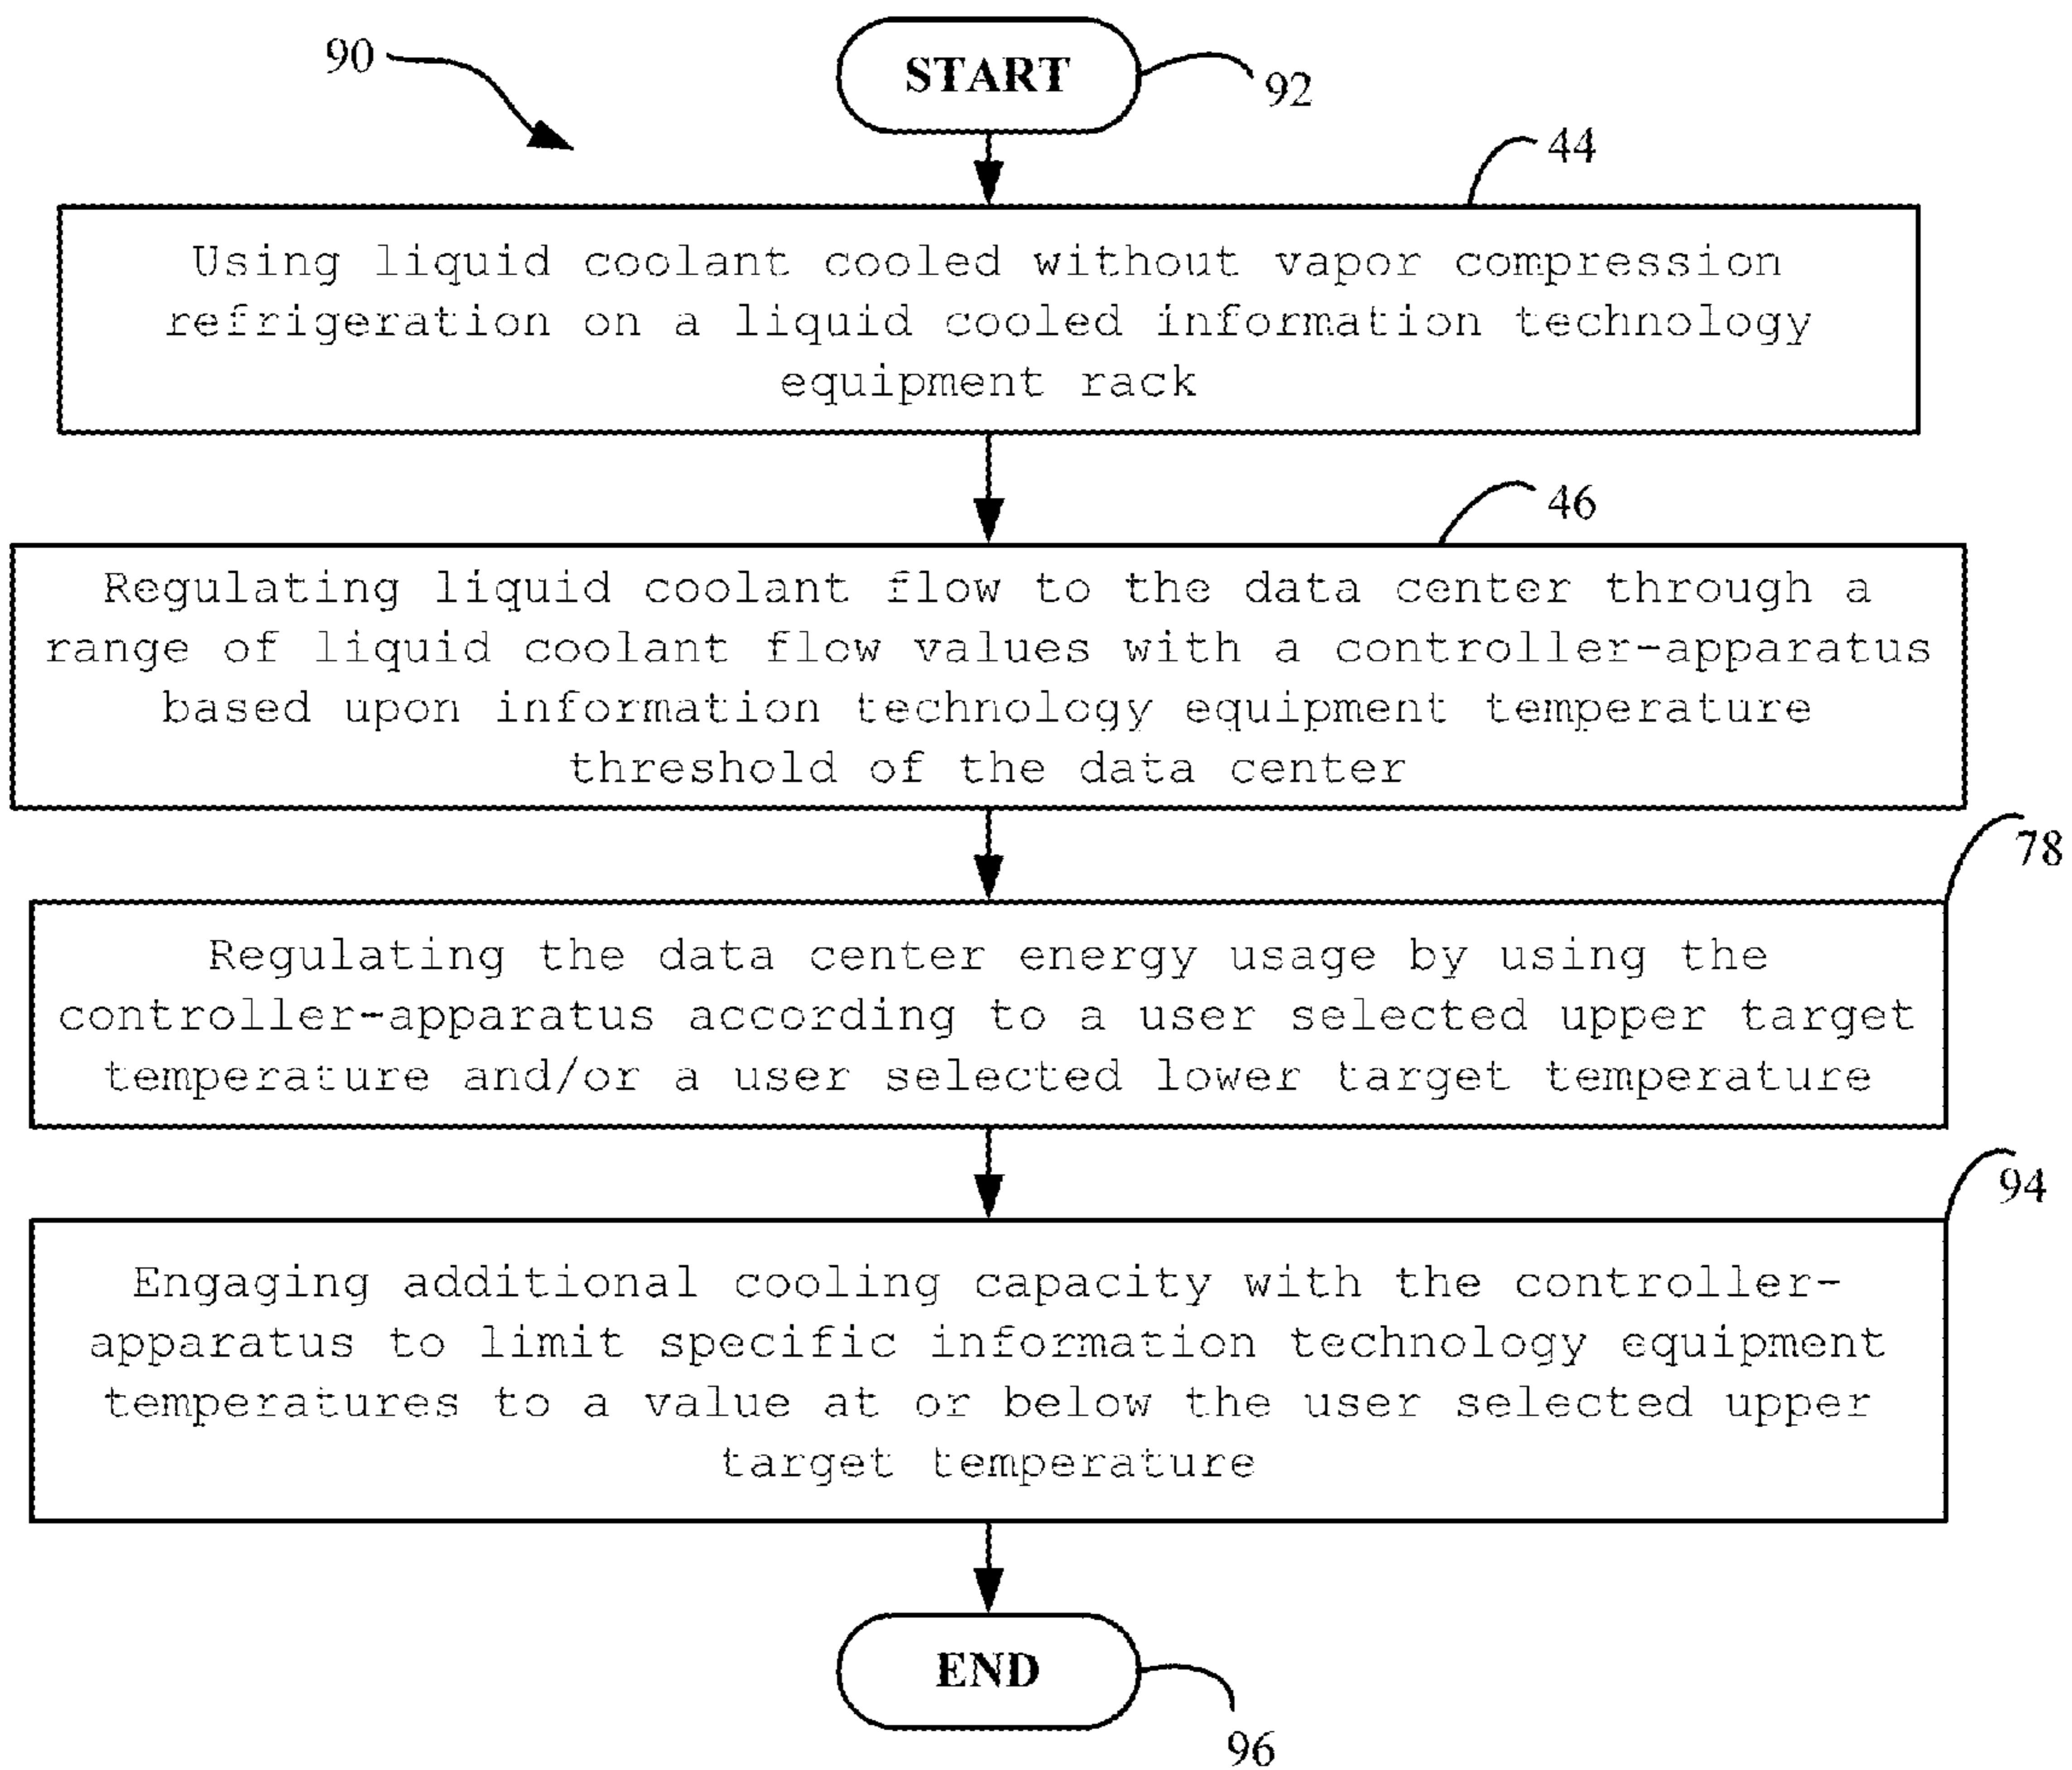 90
START
92
44
Using liquid coolant cooled without vapor compression
refrigeration on a liquid cooled information technology
equipment rack
46
Regulating liquid coolant flow to the data center through a
range of liquid coolant flow values with a controller-apparatus
based upon information technology equipment temperature
threshold of the data center
78
Regulating the data center energy usage by using the
controller-apparatus according to a user selected upper target
temperature and/or a user selected lower target temperature
94
Engaging additional cooling capacity with the controller-
apparatus to limit specific information technology equipment
temperatures to a value at or below the user selected upper
target temperature
END
96